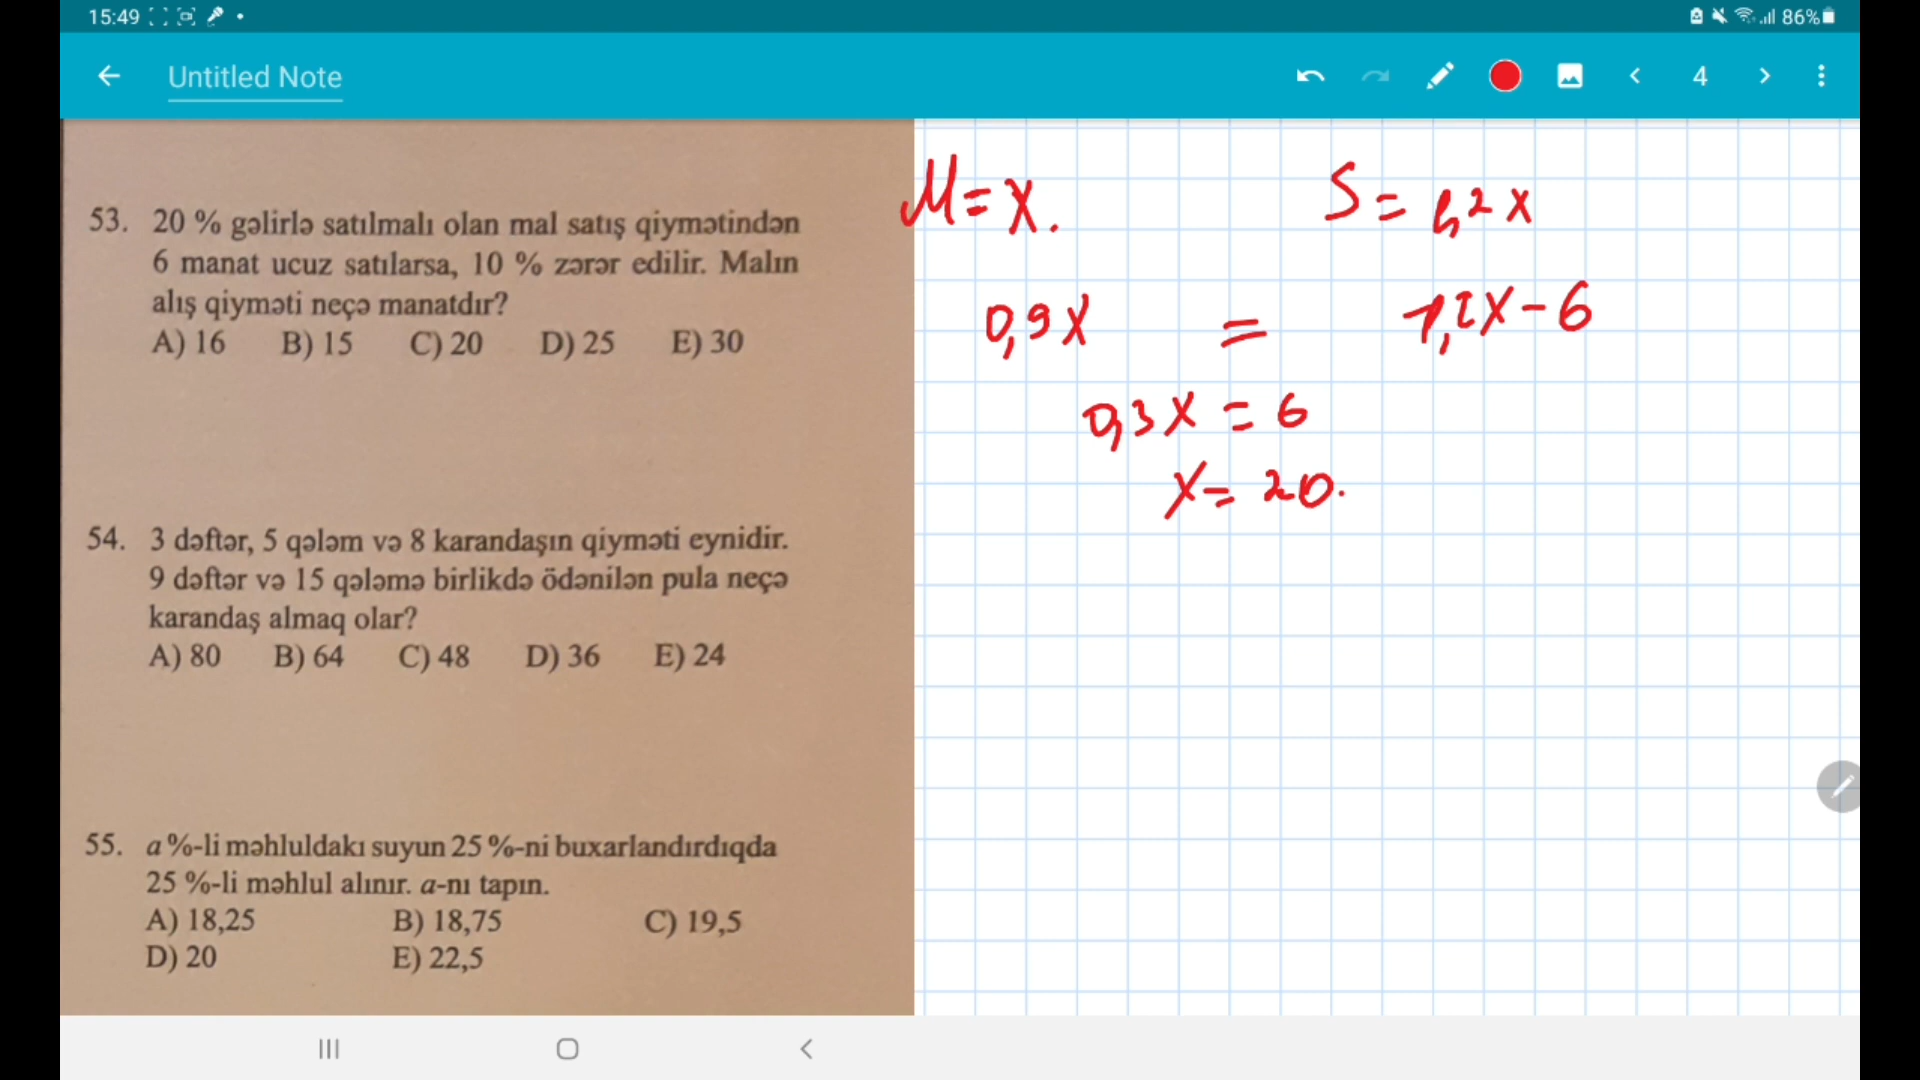 15:49
86%
Untitled Note
4
53. 20 % gəlirlə satılmalı olan mal satış qiymətindən
6 manat ucuz satılarsa, 10 % zərər edilir. Malın
alış qiyməti neçə manatdır?
A) 16 B) 15 C) 20 D) 25 E) 30
54. 3 dəftər, 5 qələm və 8 karandaşın qiyməti eynidir.
9 dəftər və 15 qələmə birlikdə ödənilən pula neçə
karandaş almaq olar?
A) 80 B) 64 C) 48 D) 36 E) 24
55. a %-li məhluldakı suyun 25 %-ni buxarlandırdıqda
25 %-li məhlul alınır. a-nı tapın.
A) 18,25 B) 18,75 C) 19,5
D) 20 E) 22,5
M = x. S = 1,2x
0,9x = 1,2x - 6
0,3x = 6
x = 20.